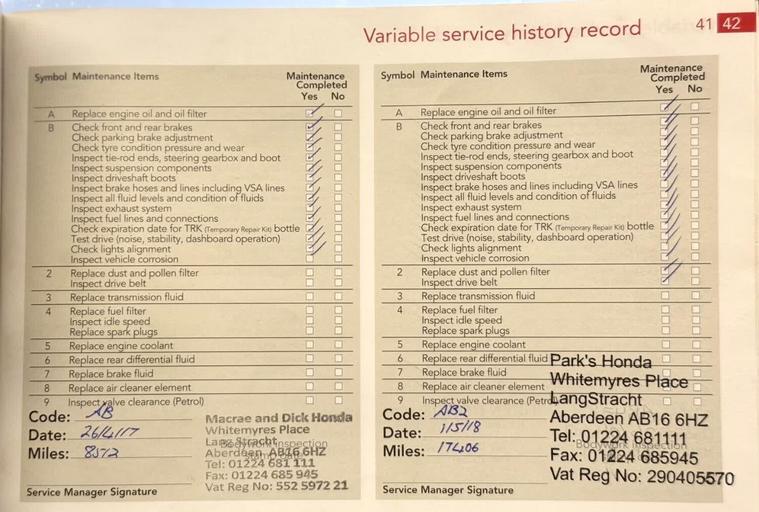 Variable service history record 41 42
Symbol Maintenance Items Maintenance Completed Yes No
A Replace engine oil and oil filter
B Check front and rear brakes
Check parking brake adjustment
Check tyre condition pressure and wear
Inspect tie-rod ends, steering gearbox and boot
Inspect suspension components
Inspect driveshaft boots
Inspect brake hoses and lines including VSA lines
Inspect all fluid levels and condition of fluids
Inspect exhaust system
Inspect fuel lines and connections
Check expiration date for TRK (Temporary Repair Kit) bottle
Test drive (noise, stability, dashboard operation)
Check lights alignment
Inspect vehicle corrosion
2 Replace dust and pollen filter
Inspect drive belt
3 Replace transmission fluid
4 Replace fuel filter
Inspect idle speed
Replace spark plugs
5 Replace engine coolant
6 Replace rear differential fluid
7 Replace brake fluid
8 Replace air cleaner element
9 Inspect valve clearance (Petrol)
Code: AB
Date: 26/4/17
Miles: 8572
Service Manager Signature
Macrae and Dick Honda
Whitemyres Place
Lang Stracht
Bodywork Inspection
Aberdeen, AB16 6HZ
Tel: 01224 681 111
Fax: 01224 685 945
Vat Reg No: 552 5972 21
Symbol Maintenance Items Maintenance Completed Yes No
A Replace engine oil and oil filter
B Check front and rear brakes
Check parking brake adjustment
Check tyre condition pressure and wear
Inspect tie-rod ends, steering gearbox and boot
Inspect suspension components
Inspect driveshaft boots
Inspect brake hoses and lines including VSA lines
Inspect all fluid levels and condition of fluids
Inspect exhaust system
Inspect fuel lines and connections
Check expiration date for TRK (Temporary Repair Kit) bottle
Test drive (noise, stability, dashboard operation)
Check lights alignment
Inspect vehicle corrosion
2 Replace dust and pollen filter
Inspect drive belt
3 Replace transmission fluid
4 Replace fuel filter
Inspect idle speed
Replace spark plugs
5 Replace engine coolant
6 Replace rear differential fluid
7 Replace brake fluid
8 Replace air cleaner element
9 Inspect valve clearance (Petrol
Code: AB2
Date: 1/5/18
Miles: 17406
Service Manager Signature
Park's Honda
Whitemyres Place
LangStracht
Aberdeen AB16 6HZ
Tel: 01224 681111
Bodywork Inspection
Fax: 01224 685945
Vat Reg No: 290405570